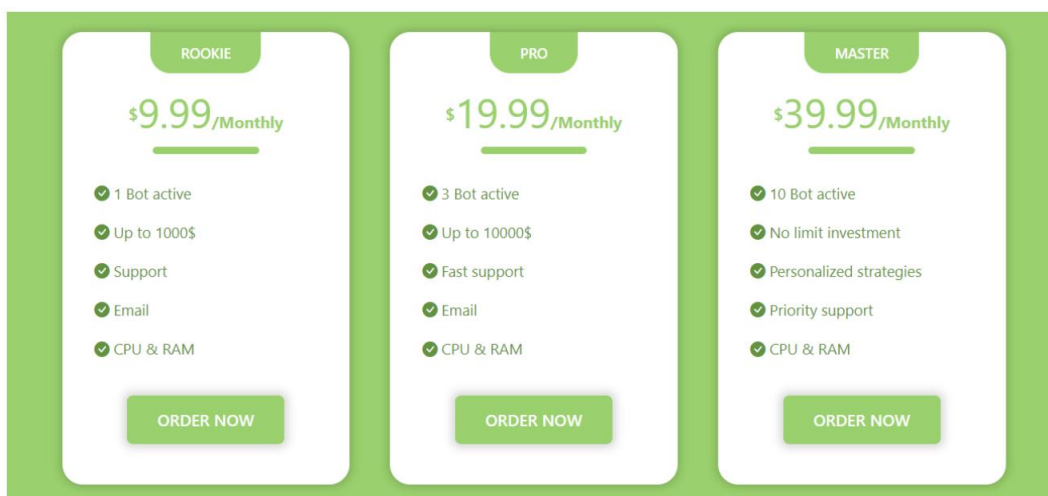 ROOKIE
$9.99/Monthly
1 Bot active
Up to 1000$
Support
Email
CPU & RAM
ORDER NOW
PRO
$19.99/Monthly
3 Bot active
Up to 10000$
Fast support
Email
CPU & RAM
ORDER NOW
MASTER
$39.99/Monthly
10 Bot active
No limit investment
Personalized strategies
Priority support
CPU & RAM
ORDER NOW